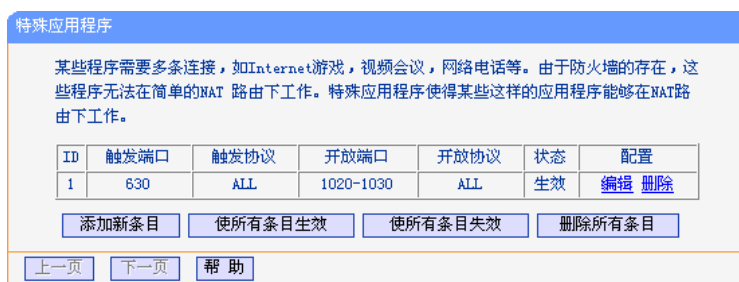 特殊应用程序
某些程序需要多条连接，如Internet游戏，视频会议，网络电话等。由于防火墙的存在，这
些程序无法在简单的NAT 路由下工作。特殊应用程序使得某些这样的应用程序能够在NAT路
由下工作。
ID 触发端口 触发协议 开放端口 开放协议 状态 配置
1 630 ALL 1020-1030 ALL 生效 编辑 删除
添加新条目 使所有条目生效 使所有条目失效 删除所有条目
上一页 下一页 帮 助